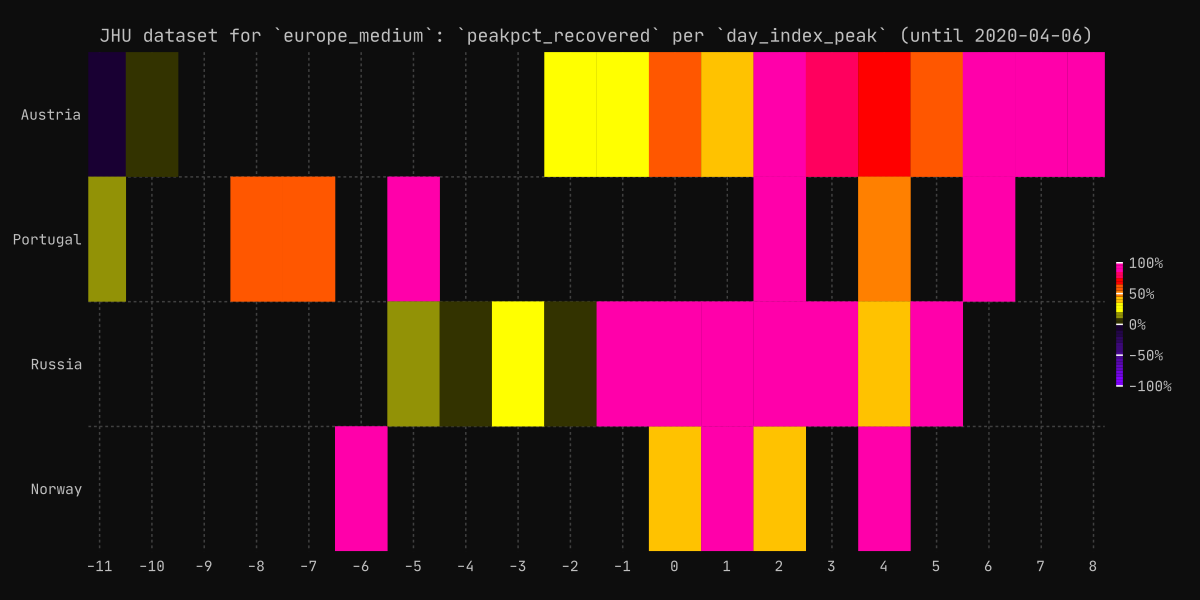 JHU dataset for `europe_medium`: `peakpct_recovered` per `day_index_peak` (until 2020-04-06)
Austria
Portugal
Russia
Norway
-11 -10 -9 -8 -7 -6 -5 -4 -3 -2 -1 0 1 2 3 4 5 6 7 8
100%
50%
0%
-50%
-100%